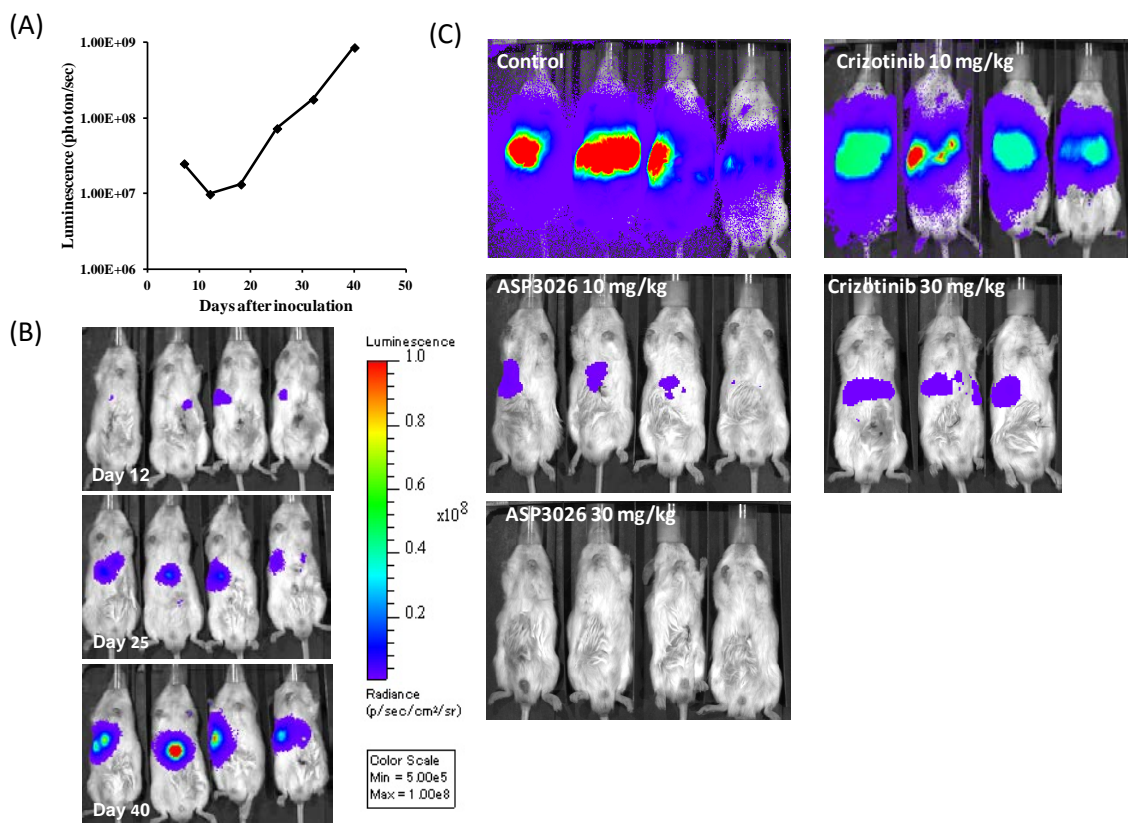 (A)
1.00E+09
1.00E+08
1.00E+07
1.00E+06
Luminescence (photon/sec)
0 10 20 30 40 50
Days after inoculation
(B)
Day 12
Day 25
Day 40
Luminescence
1.0
0.8
0.6
x10⁸
0.4
0.2
Radiance
(p/sec/cm²/sr)
Color Scale
Min = 5.00e5
Max = 1.00e8
(C)
Control
Crizotinib 10 mg/kg
ASP3026 10 mg/kg
Crizotinib 30 mg/kg
ASP3026 30 mg/kg